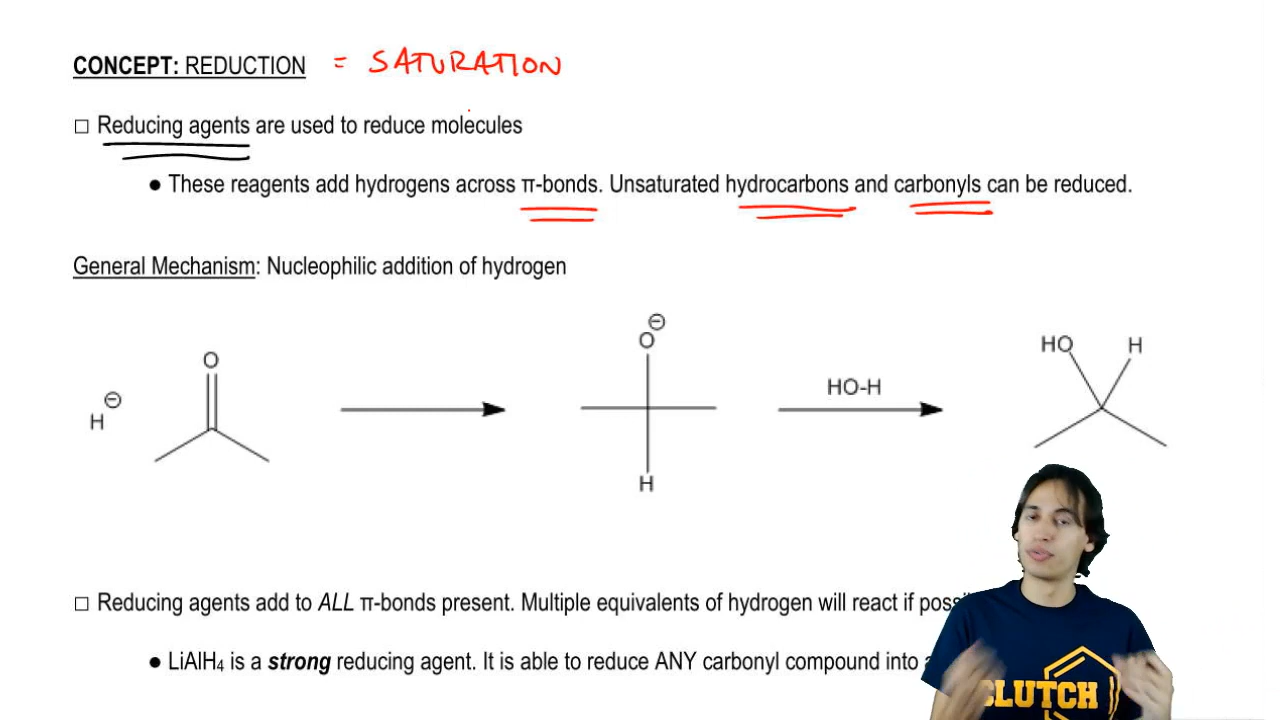 CONCEPT: REDUCTION = SATURATION
□ Reducing agents are used to reduce molecules
● These reagents add hydrogens across π-bonds. Unsaturated hydrocarbons and carbonyls can be reduced.
General Mechanism: Nucleophilic addition of hydrogen
H ⊖ O
O ⊖
H
HO-H
HO H
□ Reducing agents add to ALL π-bonds present. Multiple equivalents of hydrogen will react if
● LiAlH₄ is a strong reducing agent. It is able to reduce ANY carbonyl compound into
CLUTCH